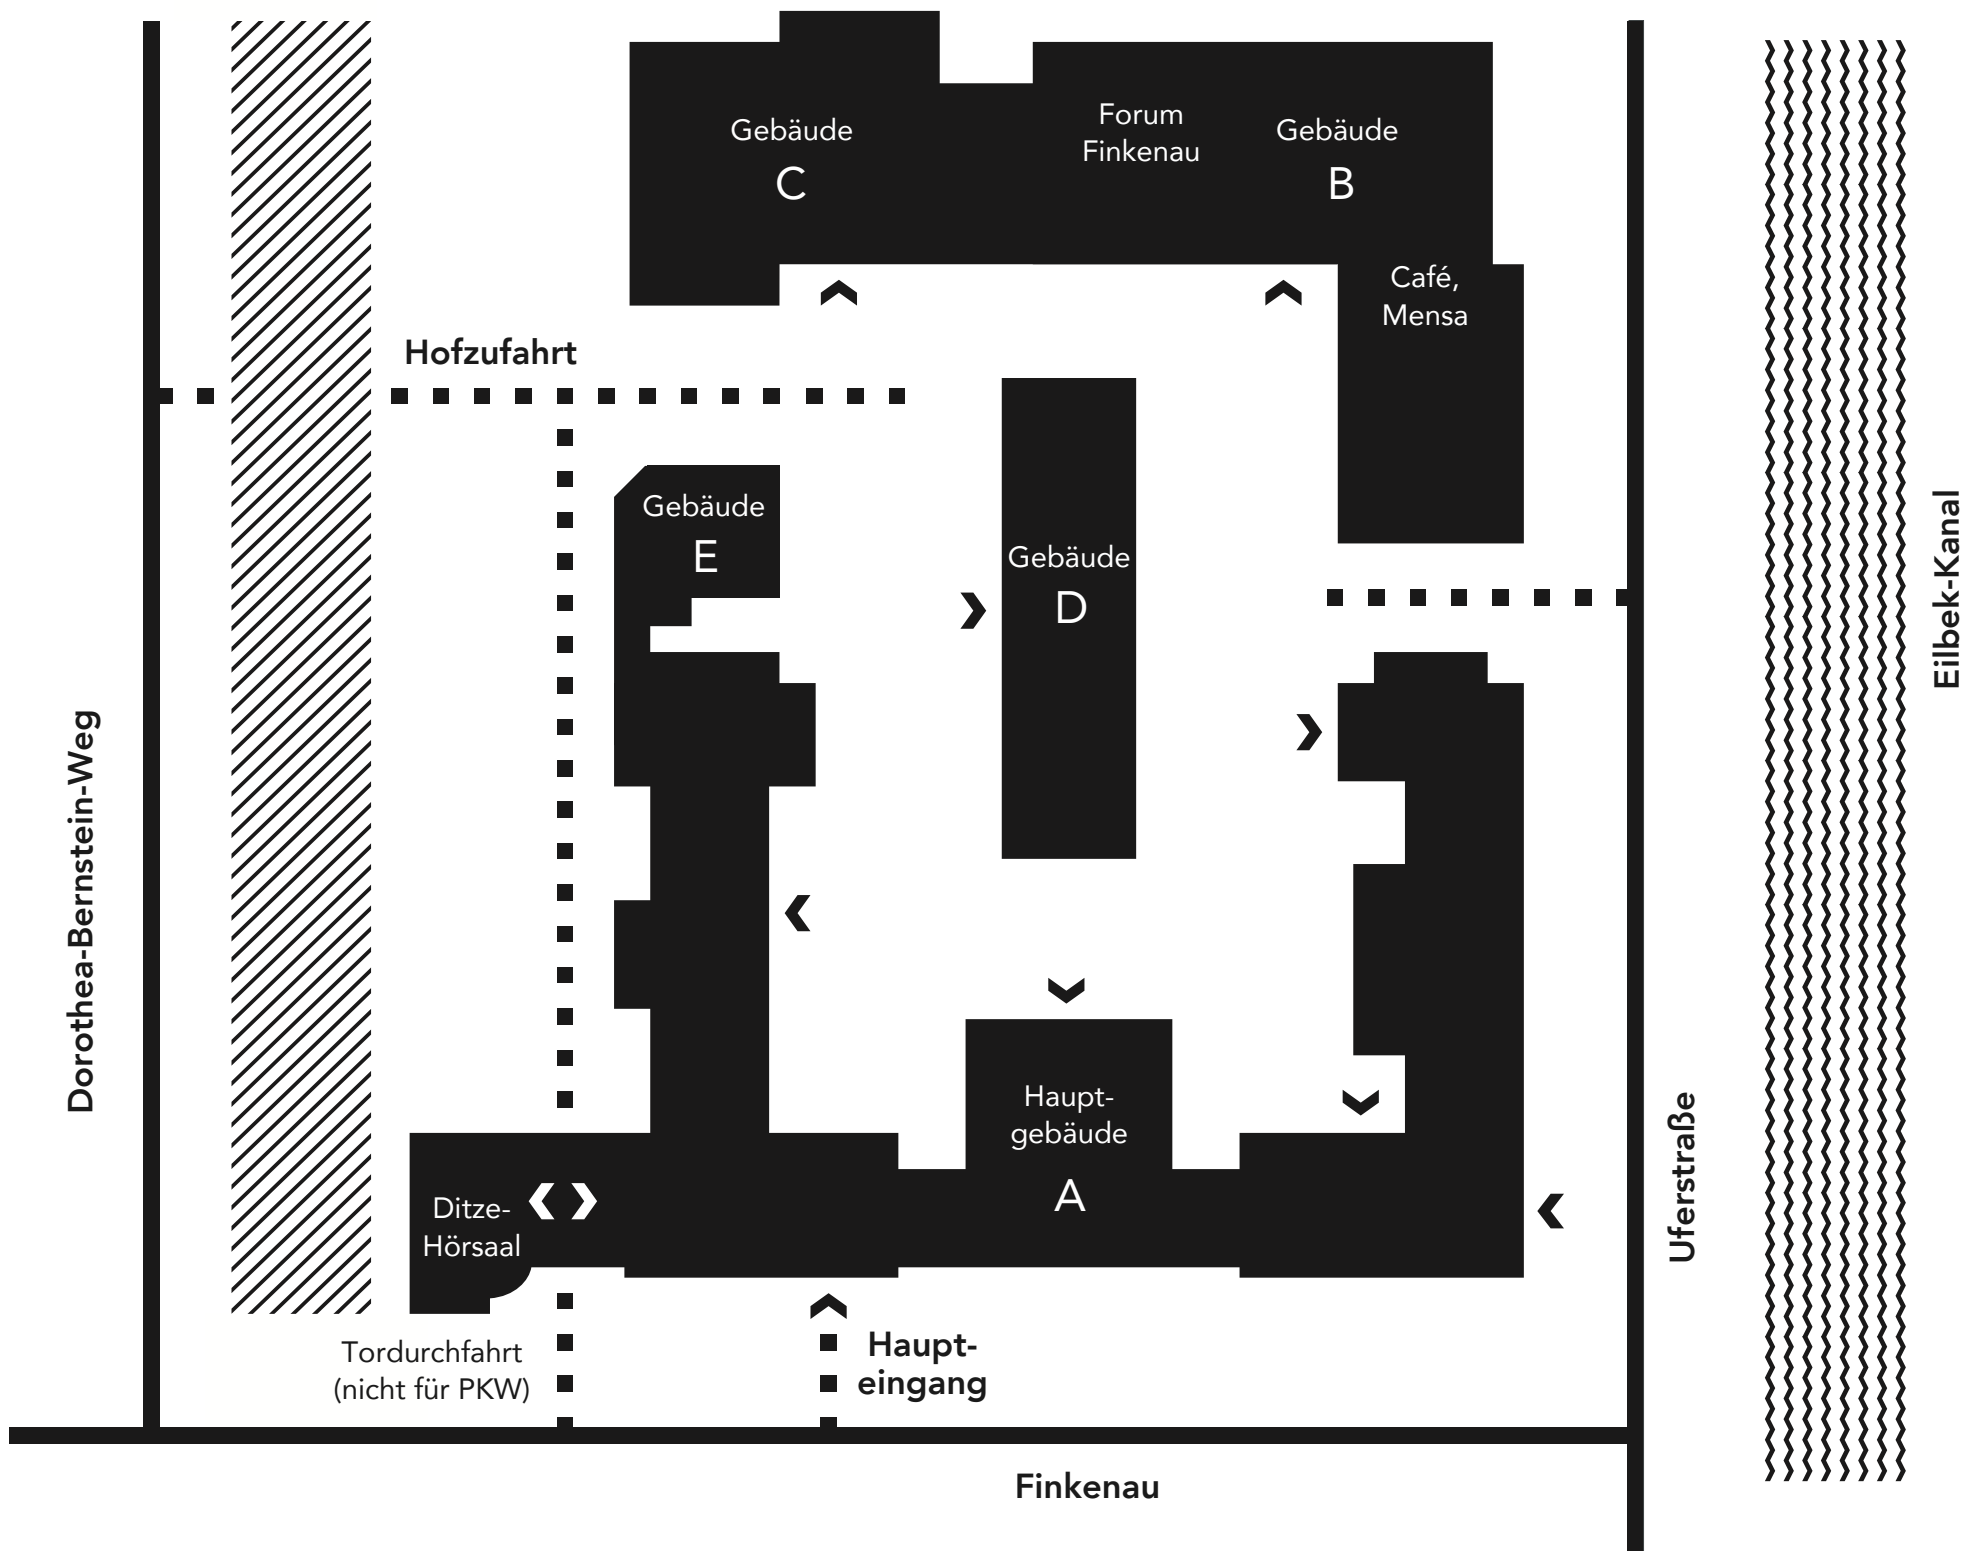 Gebäude
C
Forum
Finkenau
Gebäude
B
Café,
Mensa
Hofzufahrt
Gebäude
E
Gebäude
D
Eilbek-Kanal
Dorothea-Bernstein-Weg
Haupt-
gebäude
A
Uferstraße
Ditze-
Hörsaal
Tordurchfahrt
(nicht für PKW)
Haupt-
eingang
Finkenau